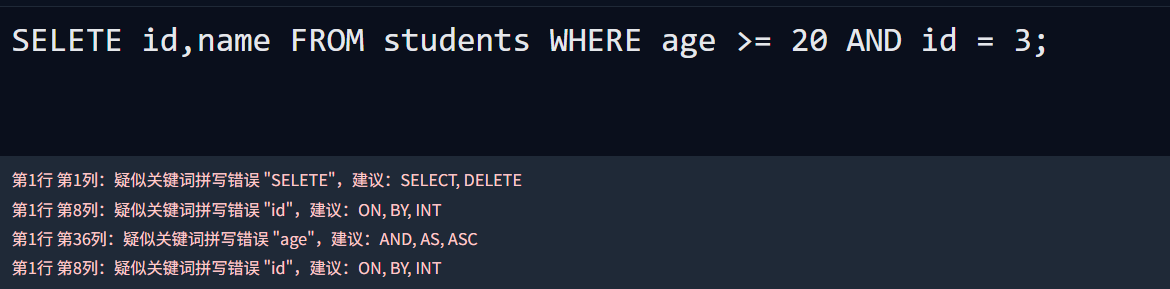 SELETE id,name FROM students WHERE age >= 20 AND id = 3;
第1行 第1列：疑似关键词拼写错误 "SELETE"，建议：SELECT, DELETE
第1行 第8列：疑似关键词拼写错误 "id"，建议：ON, BY, INT
第1行 第36列：疑似关键词拼写错误 "age"，建议：AND, AS, ASC
第1行 第8列：疑似关键词拼写错误 "id"，建议：ON, BY, INT